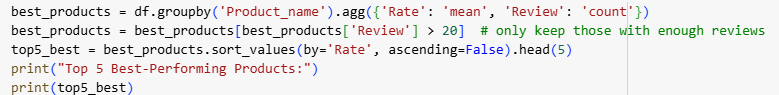 best_products = df.groupby('Product_name').agg({'Rate': 'mean', 'Review': 'count'})
best_products = best_products[best_products['Review'] > 20]  # only keep those with enough reviews
top5_best = best_products.sort_values(by='Rate', ascending=False).head(5)
print("Top 5 Best-Performing Products:")
print(top5_best)